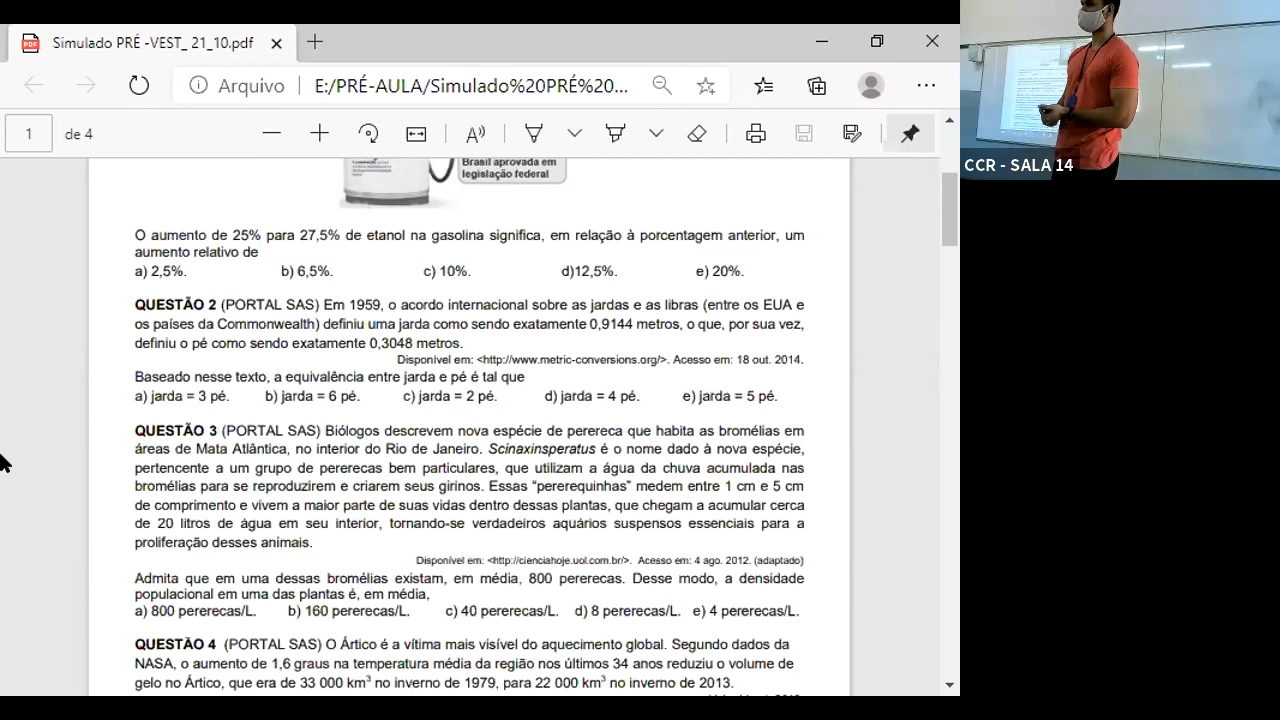 Simulado PRÉ -VEST_ 21_10.pdf
Arquivo
E:/PRÉ-AULA/Simulado%20PRÉ%20...
1
de 4
Brasil aprovada em
legislação federal
O aumento de 25% para 27,5% de etanol na gasolina significa, em relação à porcentagem anterior, um
aumento relativo de
a) 2,5%. b) 6,5%. c) 10%. d)12,5%. e) 20%.
QUESTÃO 2 (PORTAL SAS) Em 1959, o acordo internacional sobre as jardas e as libras (entre os EUA e
os países da Commonwealth) definiu uma jarda como sendo exatamente 0,9144 metros, o que, por sua vez,
definiu o pé como sendo exatamente 0,3048 metros.
Disponível em: <http://www.metric-conversions.org/>. Acesso em: 18 out. 2014.
Baseado nesse texto, a equivalência entre jarda e pé é tal que
a) jarda = 3 pé. b) jarda = 6 pé. c) jarda = 2 pé. d) jarda = 4 pé. e) jarda = 5 pé.
QUESTÃO 3 (PORTAL SAS) Biólogos descrevem nova espécie de perereca que habita as bromélias em
áreas de Mata Atlântica, no interior do Rio de Janeiro. Scinaxinsperatus é o nome dado à nova espécie,
pertencente a um grupo de pererecas bem particulares, que utilizam a água da chuva acumulada nas
bromélias para se reproduzirem e criarem seus girinos. Essas “pererequinhas” medem entre 1 cm e 5 cm
de comprimento e vivem a maior parte de suas vidas dentro dessas plantas, que chegam a acumular cerca
de 20 litros de água em seu interior, tornando-se verdadeiros aquários suspensos essenciais para a
proliferação desses animais.
Disponível em: <http://cienciahoje.uol.com.br/>. Acesso em: 4 ago. 2012. (adaptado)
Admita que em uma dessas bromélias existam, em média, 800 pererecas. Desse modo, a densidade
populacional em uma das plantas é, em média,
a) 800 pererecas/L. b) 160 pererecas/L. c) 40 pererecas/L. d) 8 pererecas/L. e) 4 pererecas/L.
QUESTÃO 4 (PORTAL SAS) O Ártico é a vítima mais visível do aquecimento global. Segundo dados da
NASA, o aumento de 1,6 graus na temperatura média da região nos últimos 34 anos reduziu o volume de
gelo no Ártico, que era de 33 000 km³ no inverno de 1979, para 22 000 km³ no inverno de 2013.
CCR - SALA 14